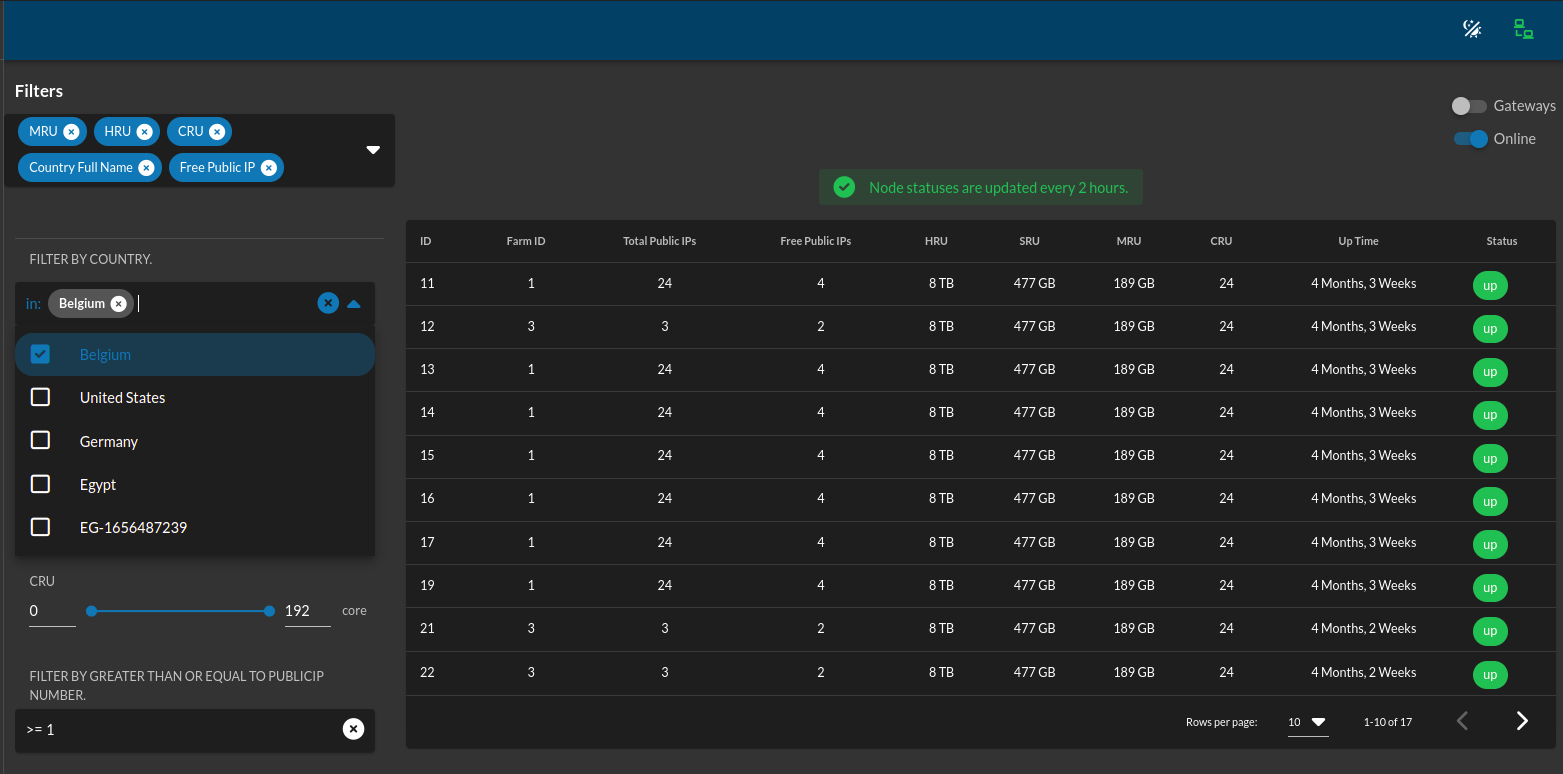 Filters
MRU HRU CRU
Country Full Name Free Public IP
Gateways
Online
Node statuses are updated every 2 hours.
FILTER BY COUNTRY.
in: Belgium
Belgium
United States
Germany
Egypt
EG-1656487239
CRU
0 192 core
FILTER BY GREATER THAN OR EQUAL TO PUBLICIP
NUMBER.
>= 1
ID Farm ID Total Public IPs Free Public IPs HRU SRU MRU CRU Up Time Status
11 1 24 4 8 TB 477 GB 189 GB 24 4 Months, 3 Weeks up
12 3 3 2 8 TB 477 GB 189 GB 24 4 Months, 3 Weeks up
13 1 24 4 8 TB 477 GB 189 GB 24 4 Months, 3 Weeks up
14 1 24 4 8 TB 477 GB 189 GB 24 4 Months, 3 Weeks up
15 1 24 4 8 TB 477 GB 189 GB 24 4 Months, 3 Weeks up
16 1 24 4 8 TB 477 GB 189 GB 24 4 Months, 3 Weeks up
17 1 24 4 8 TB 477 GB 189 GB 24 4 Months, 3 Weeks up
19 1 24 4 8 TB 477 GB 189 GB 24 4 Months, 3 Weeks up
21 3 3 2 8 TB 477 GB 189 GB 24 4 Months, 2 Weeks up
22 3 3 2 8 TB 477 GB 189 GB 24 4 Months, 2 Weeks up
Rows per page: 10 1-10 of 17